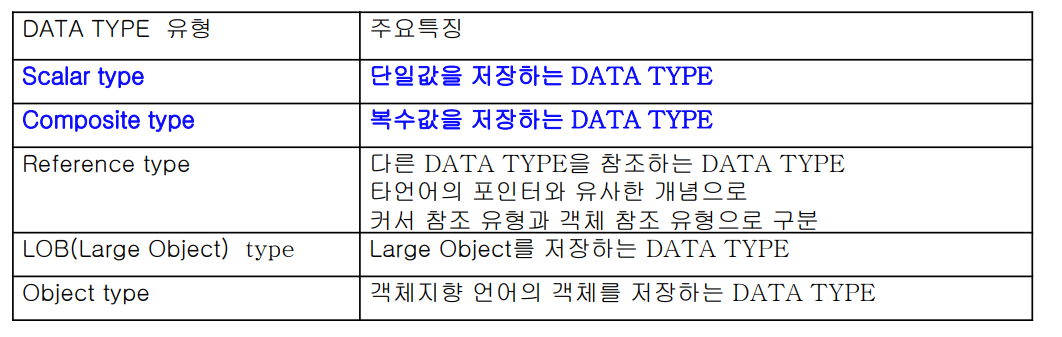 DATA TYPE 유형 주요특징
Scalar type 단일값을 저장하는 DATA TYPE
Composite type 복수값을 저장하는 DATA TYPE
Reference type 다른 DATA TYPE을 참조하는 DATA TYPE
타언어의 포인터와 유사한 개념으로
커서 참조 유형과 객체 참조 유형으로 구분
LOB(Large Object) type Large Object를 저장하는 DATA TYPE
Object type 객체지향 언어의 객체를 저장하는 DATA TYPE